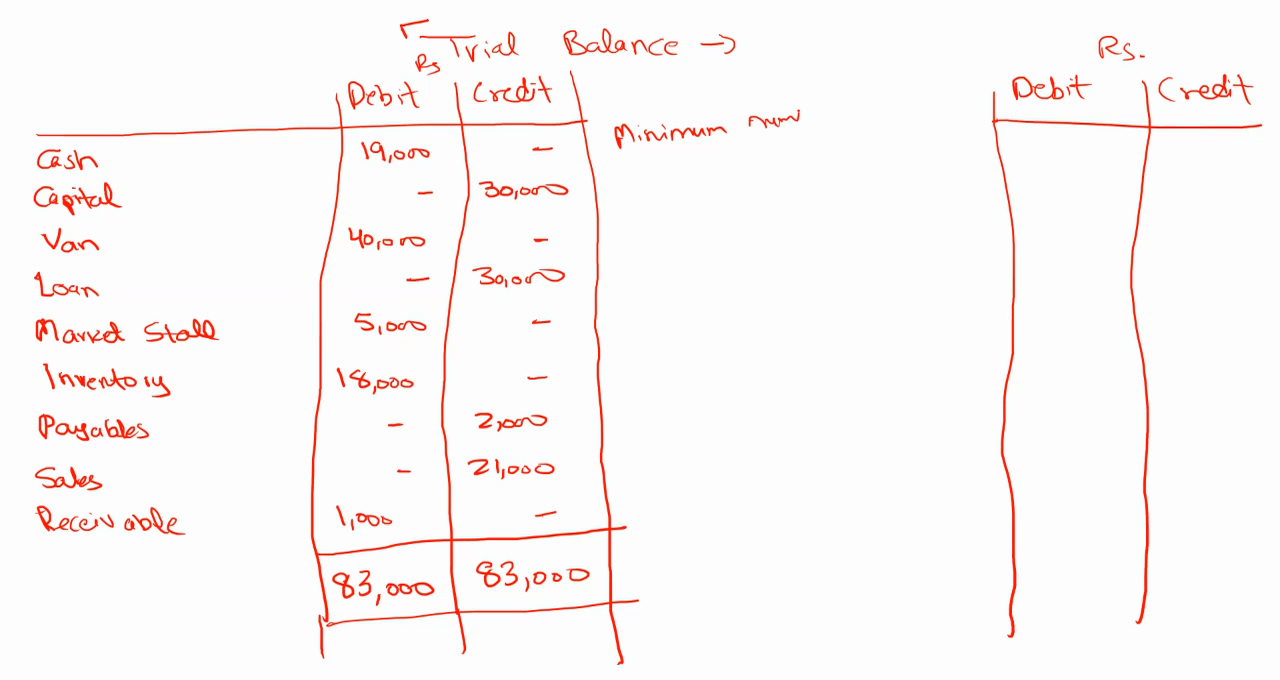 Trial Balance →
Rs
Rs.
Debit Credit
Debit Credit
Minimum
Cash 19,000 –
Capital – 30,000
Van 40,000 –
Loan – 30,000
Market Stall 5,000 –
Inventory 18,000 –
Payables – 2,000
Sales – 21,000
Receivable 1,000 –
83,000 83,000